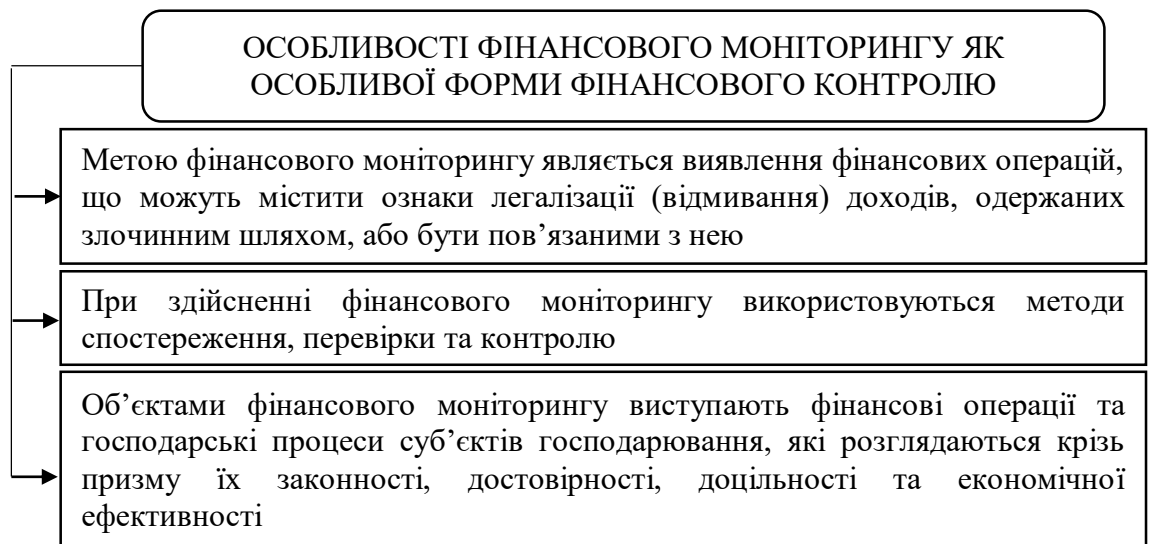 ОСОБЛИВОСТІ ФІНАНСОВОГО МОНІТОРИНГУ ЯК
ОСОБЛИВОЇ ФОРМИ ФІНАНСОВОГО КОНТРОЛЮ
Метою фінансового моніторингу являється виявлення фінансових операцій,
що можуть містити ознаки легалізації (відмивання) доходів, одержаних
злочинним шляхом, або бути пов’язаними з нею
При здійсненні фінансового моніторингу використовуються методи
спостереження, перевірки та контролю
Об’єктами фінансового моніторингу виступають фінансові операції та
господарські процеси суб’єктів господарювання, які розглядаються крізь
призму їх законності, достовірності, доцільності та економічної
ефективності